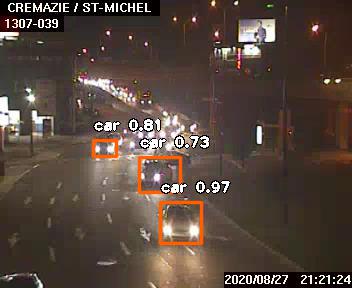 CREMAZIE / ST-MICHEL
1307-039
car 0.81
car 0.73
car 0.97
2020/08/27 21:21:24